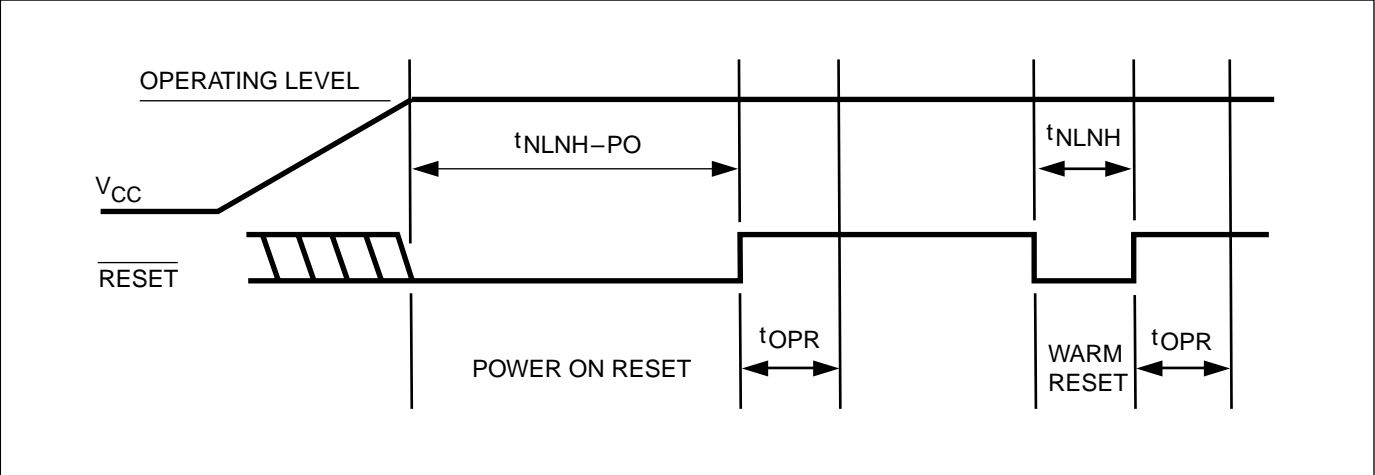 OPERATING LEVEL
tNLNH–PO
tNLNH
VCC
RESET
tOPR
tOPR
POWER ON RESET
WARM
RESET